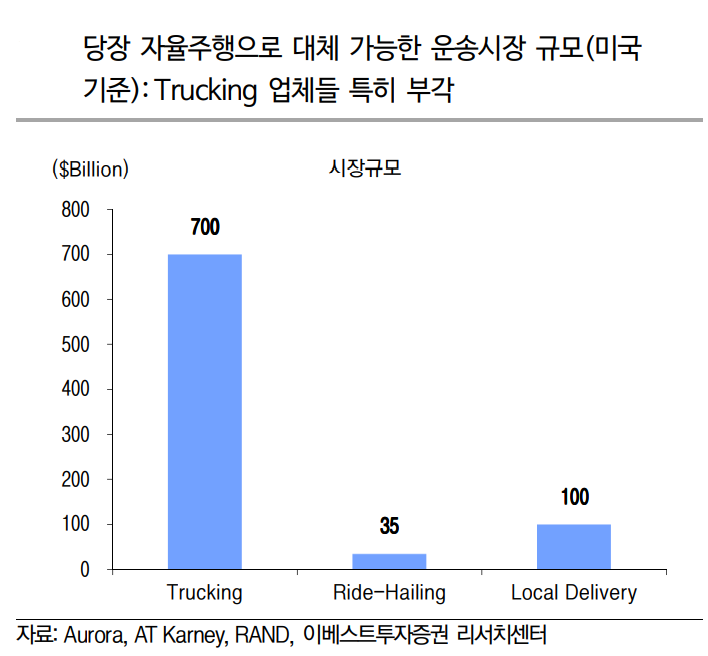 당장 자율주행으로 대체 가능한 운송시장 규모(미국
기준): Trucking 업체들 특히 부각
($Billion)
시장규모
800
700
600
500
400
300
200
100
0
700
35
100
Trucking
Ride-Hailing
Local Delivery
자료: Aurora, AT Karney, RAND, 이베스트투자증권 리서치센터